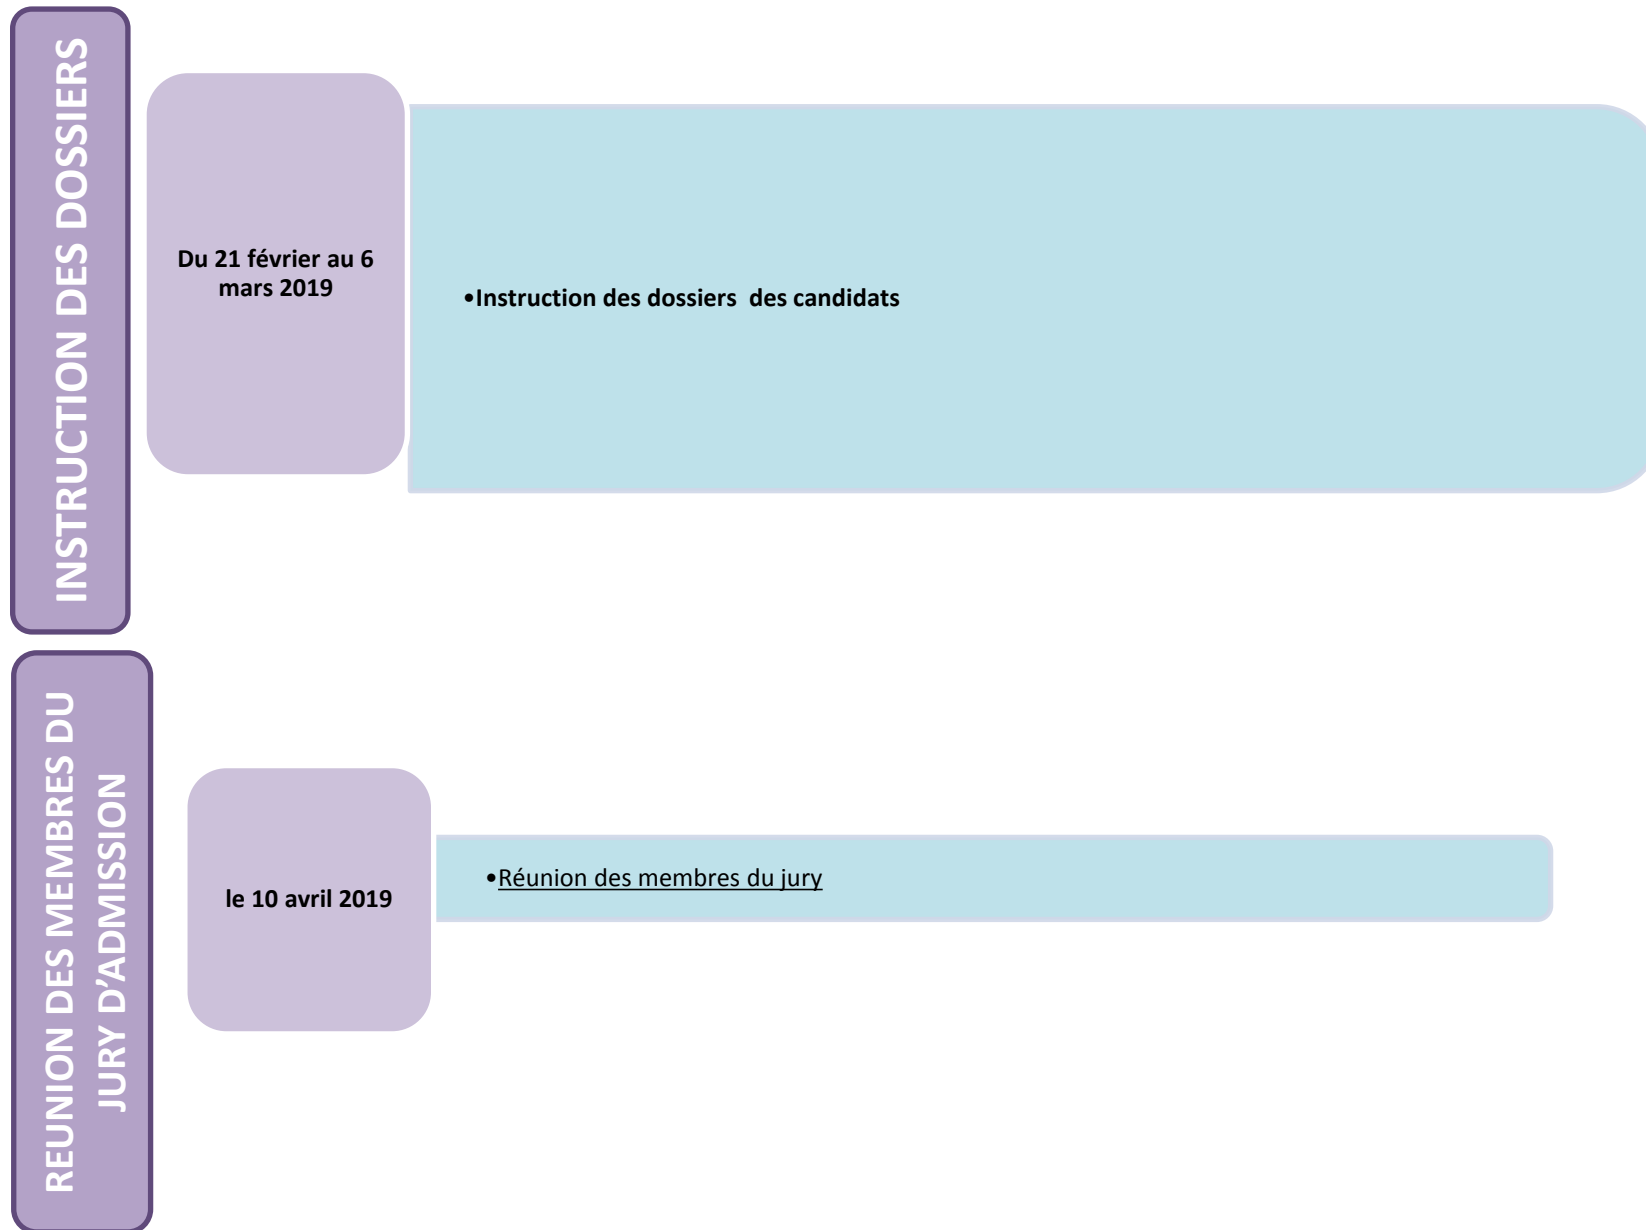 INSTRUCTION DES DOSSIERS
Du 21 février au 6
mars 2019
•Instruction des dossiers  des candidats
REUNION DES MEMBRES DU
JURY D’ADMISSION
le 10 avril 2019
•Réunion des membres du jury